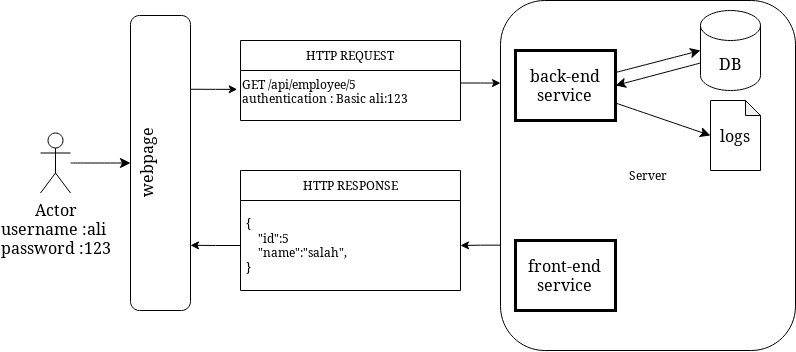 HTTP REQUEST
GET /api/employee/5
authentication : Basic ali:123
back-end
service
DB
logs
webpage
Actor
username :ali
password :123
HTTP RESPONSE
{
"id":5
"name":"salah",
}
Server
front-end
service